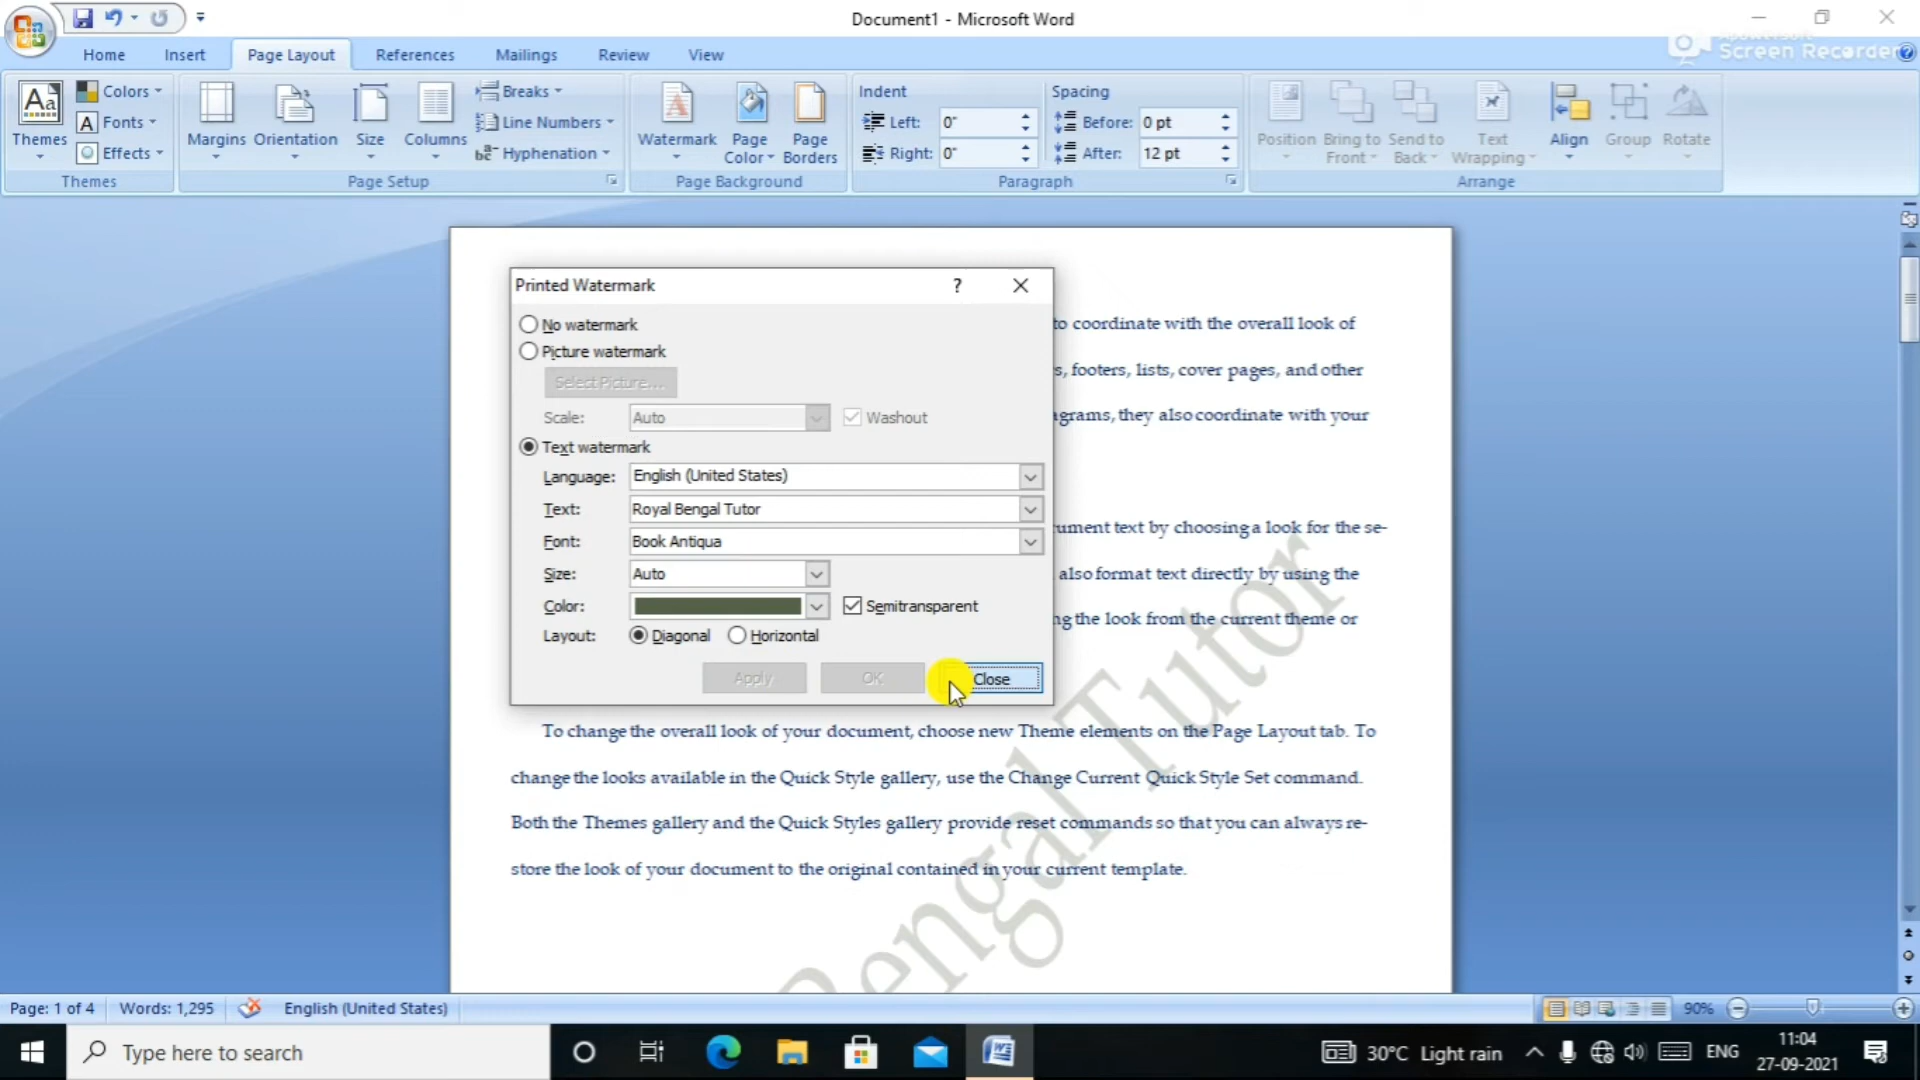 Document1 - Microsoft Word
Screen Recorder
Home Insert Page Layout References Mailings Review View
Aa Themes
Colors
A Fonts
Effects
Themes
Margins Orientation Size Columns
Breaks
Line Numbers
Hyphenation
Page Setup
Watermark Page Color Page Borders
Page Background
Indent
Left: 0"
Right: 0"
Spacing
Before: 0 pt
After: 12 pt
Paragraph
Position Bring to Front Send to Back Text Wrapping Align Group Rotate
Arrange
Printed Watermark ?
No watermark
Picture watermark
Select Picture...
Scale: Auto Washout
Text watermark
Language: English (United States)
Text: Royal Bengal Tutor
Font: Book Antiqua
Size: Auto
Color: Semitransparent
Layout: Diagonal Horizontal
Apply OK Close
to coordinate with the overall look of
s, footers, lists, cover pages, and other
agrams, they also coordinate with your
ument text by choosing a look for the se-
also format text directly by using the
ng the look from the current theme or
To change the overall look of your document, choose new Theme elements on the Page Layout tab. To
change the looks available in the Quick Style gallery, use the Change Current Quick Style Set command.
Both the Themes gallery and the Quick Styles gallery provide reset commands so that you can always re-
store the look of your document to the original contained in your current template.
Bengal Tutor
Page: 1 of 4 Words: 1,295 English (United States) 90%
Type here to search
30°C Light rain ENG 11:04
27-09-2021